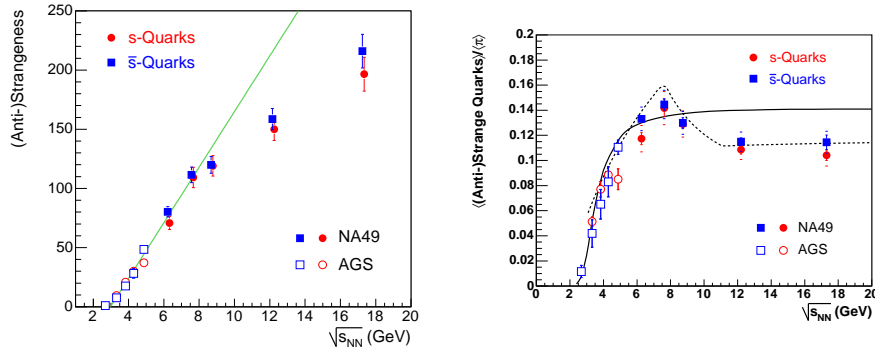 (Anti-)Strangeness
250
200
150
100
50
0
2 4 6 8 10 12 14 16 18 20
√s_NN (GeV)
s-Quarks
s̄-Quarks
NA49
AGS
⟨(Anti-)Strange Quarks⟩/⟨π⟩
0.2
0.18
0.16
0.14
0.12
0.1
0.08
0.06
0.04
0.02
0
0 2 4 6 8 10 12 14 16 18 20
√s_NN (GeV)
s-Quarks
s̄-Quarks
NA49
AGS